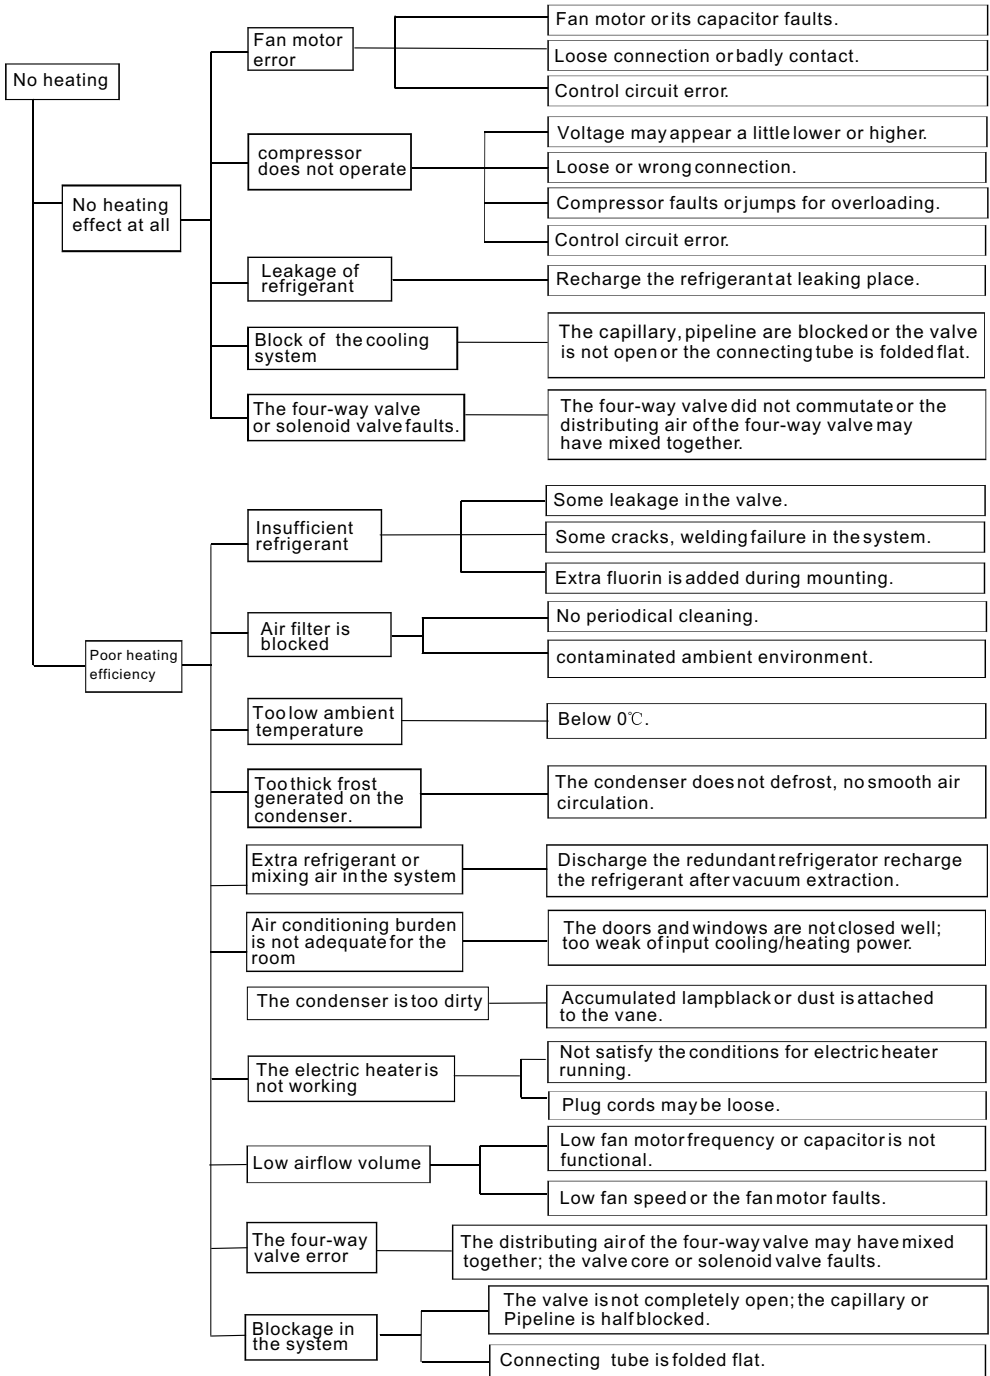 No heating
No heating
effect at all
Fan motor
error
Fan motor or its capacitor faults.
Loose connection or badly contact.
Control circuit error.
compressor
does not operate
Voltage may appear a little lower or higher.
Loose or wrong connection.
Compressor faults or jumps for overloading.
Control circuit error.
Leakage of
refrigerant
Recharge the refrigerant at leaking place.
Block of the cooling
system
The capillary, pipeline are blocked or the valve
is not open or the connecting tube is folded flat.
The four-way valve
or solenoid valve faults.
The four-way valve did not commutate or the
distributing air of the four-way valve may
have mixed together.
Poor heating
efficiency
Insufficient
refrigerant
Some leakage in the valve.
Some cracks, welding failure in the system.
Extra fluorin is added during mounting.
Air filter is
blocked
No periodical cleaning.
contaminated ambient environment.
Too low ambient
temperature
Below 0℃.
Too thick frost
generated on the
condenser.
The condenser does not defrost, no smooth air
circulation.
Extra refrigerant or
mixing air in the system
Discharge the redundant refrigerator recharge
the refrigerant after vacuum extraction.
Air conditioning burden
is not adequate for the
room
The doors and windows are not closed well;
too weak of input cooling/heating power.
The condenser is too dirty
Accumulated lampblack or dust is attached
to the vane.
The electric heater is
not working
Not satisfy the conditions for electric heater
running.
Plug cords may be loose.
Low airflow volume
Low fan motor frequency or capacitor is not
functional.
Low fan speed or the fan motor faults.
The four-way
valve error
The distributing air of the four-way valve may have mixed
together; the valve core or solenoid valve faults.
Blockage in
the system
The valve is not completely open; the capillary or
Pipeline is half blocked.
Connecting tube is folded flat.